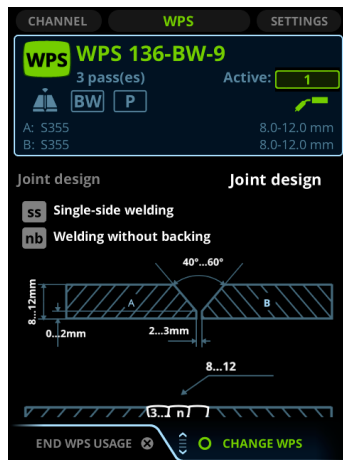 CHANNEL WPS SETTINGS
WPS WPS 136-BW-9
3 pass(es) Active: 1
BW P
A: S355 8.0-12.0 mm
B: S355 8.0-12.0 mm
Joint design Joint design
ss Single-side welding
nb Welding without backing
40°...60°
8...12mm
A B
0...2mm 2...3mm
8...12
3... n
END WPS USAGE CHANGE WPS